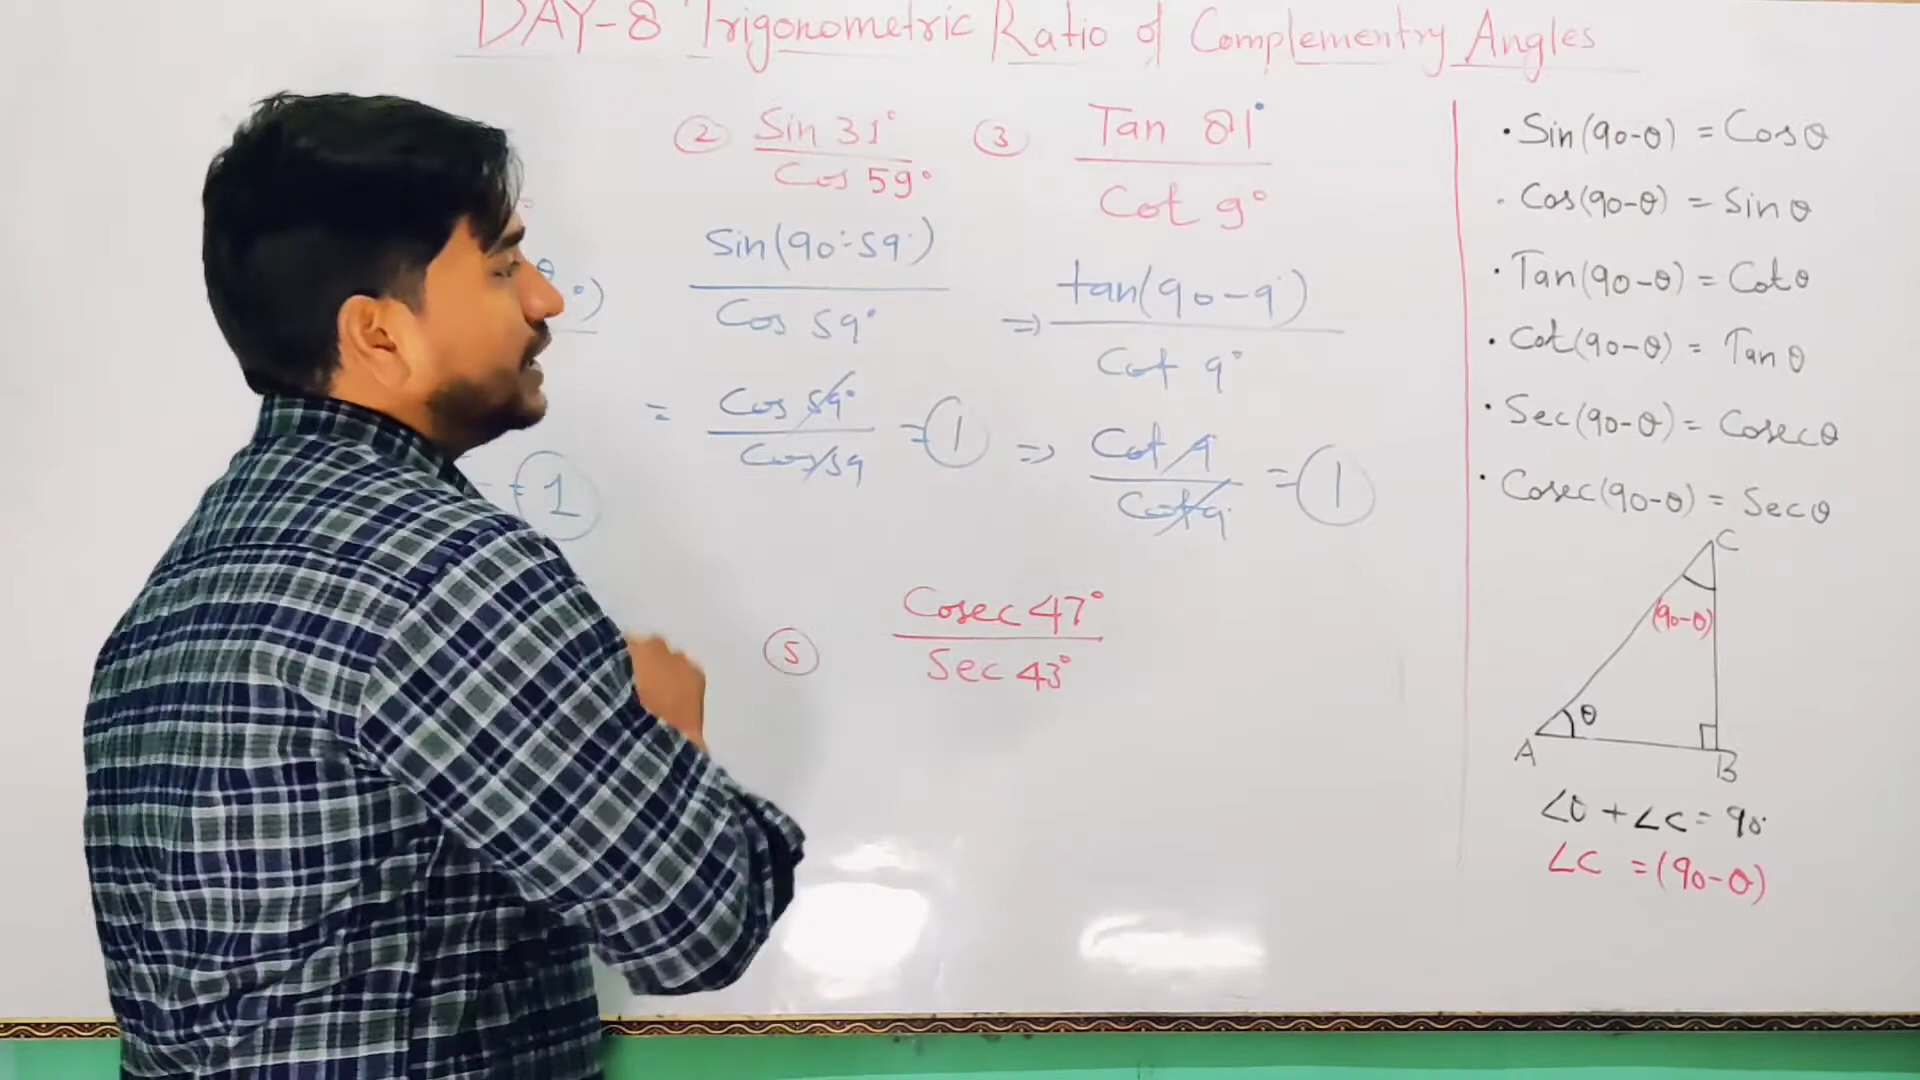 DAY-8 Trigonometric Ratio of Complementry Angles
② Sin 31°
Cos 59°
Sin(90°-59°)
Cos 59°
= Cos 59°
Cos 59
= 1
③ Tan 81°
Cot 9°
⇒ tan(90-9)
Cot 9°
⇒ Cot 9
Cot 9
= 1
θ
°)
= 1
⑤ Cosec 47°
Sec 43°
• Sin(90-θ) = Cosθ
• Cos(90-θ) = Sinθ
• Tan(90-θ) = Cotθ
• Cot(90-θ) = Tanθ
• Sec(90-θ) = Cosecθ
• Cosec(90-θ) = Secθ
C
(90-θ)
θ
A
B
∠θ + ∠C = 90°
∠C = (90-θ)